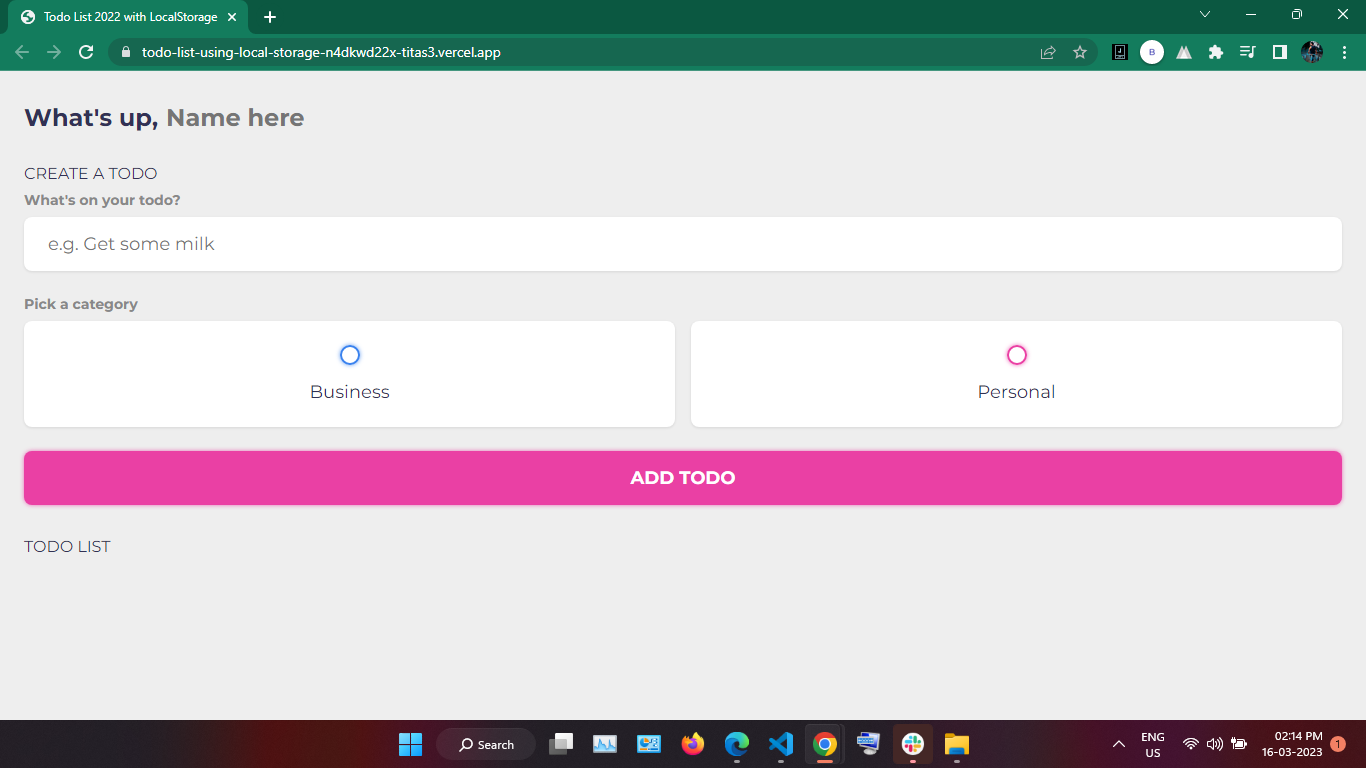 Todo List 2022 with LocalStorage
todo-list-using-local-storage-n4dkwd22x-titas3.vercel.app
B
What's up, Name here
CREATE A TODO
What's on your todo?
e.g. Get some milk
Pick a category
Business
Personal
ADD TODO
TODO LIST
Search
ENG
US
02:14 PM
16-03-2023
1